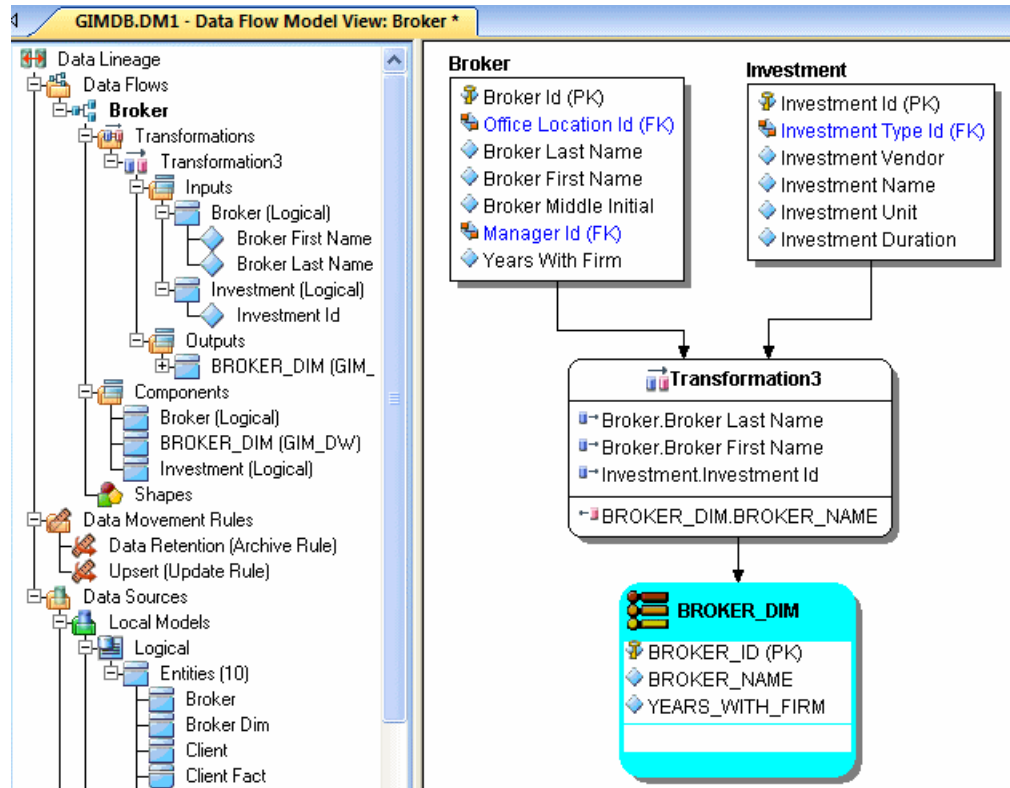 GIMDB.DM1 - Data Flow Model View: Broker *
Data Lineage
Data Flows
Broker
Transformations
Transformation3
Inputs
Broker (Logical)
Broker First Name
Broker Last Name
Investment (Logical)
Investment Id
Outputs
BROKER_DIM (GIM_
Components
Broker (Logical)
BROKER_DIM (GIM_DW)
Investment (Logical)
Shapes
Data Movement Rules
Data Retention (Archive Rule)
Upsert (Update Rule)
Data Sources
Local Models
Logical
Entities (10)
Broker
Broker Dim
Client
Client Fact
Broker
Broker Id (PK)
Office Location Id (FK)
Broker Last Name
Broker First Name
Broker Middle Initial
Manager Id (FK)
Years With Firm
Investment
Investment Id (PK)
Investment Type Id (FK)
Investment Vendor
Investment Name
Investment Unit
Investment Duration
Transformation3
Broker.Broker Last Name
Broker.Broker First Name
Investment.Investment Id
BROKER_DIM.BROKER_NAME
BROKER_DIM
BROKER_ID (PK)
BROKER_NAME
YEARS_WITH_FIRM